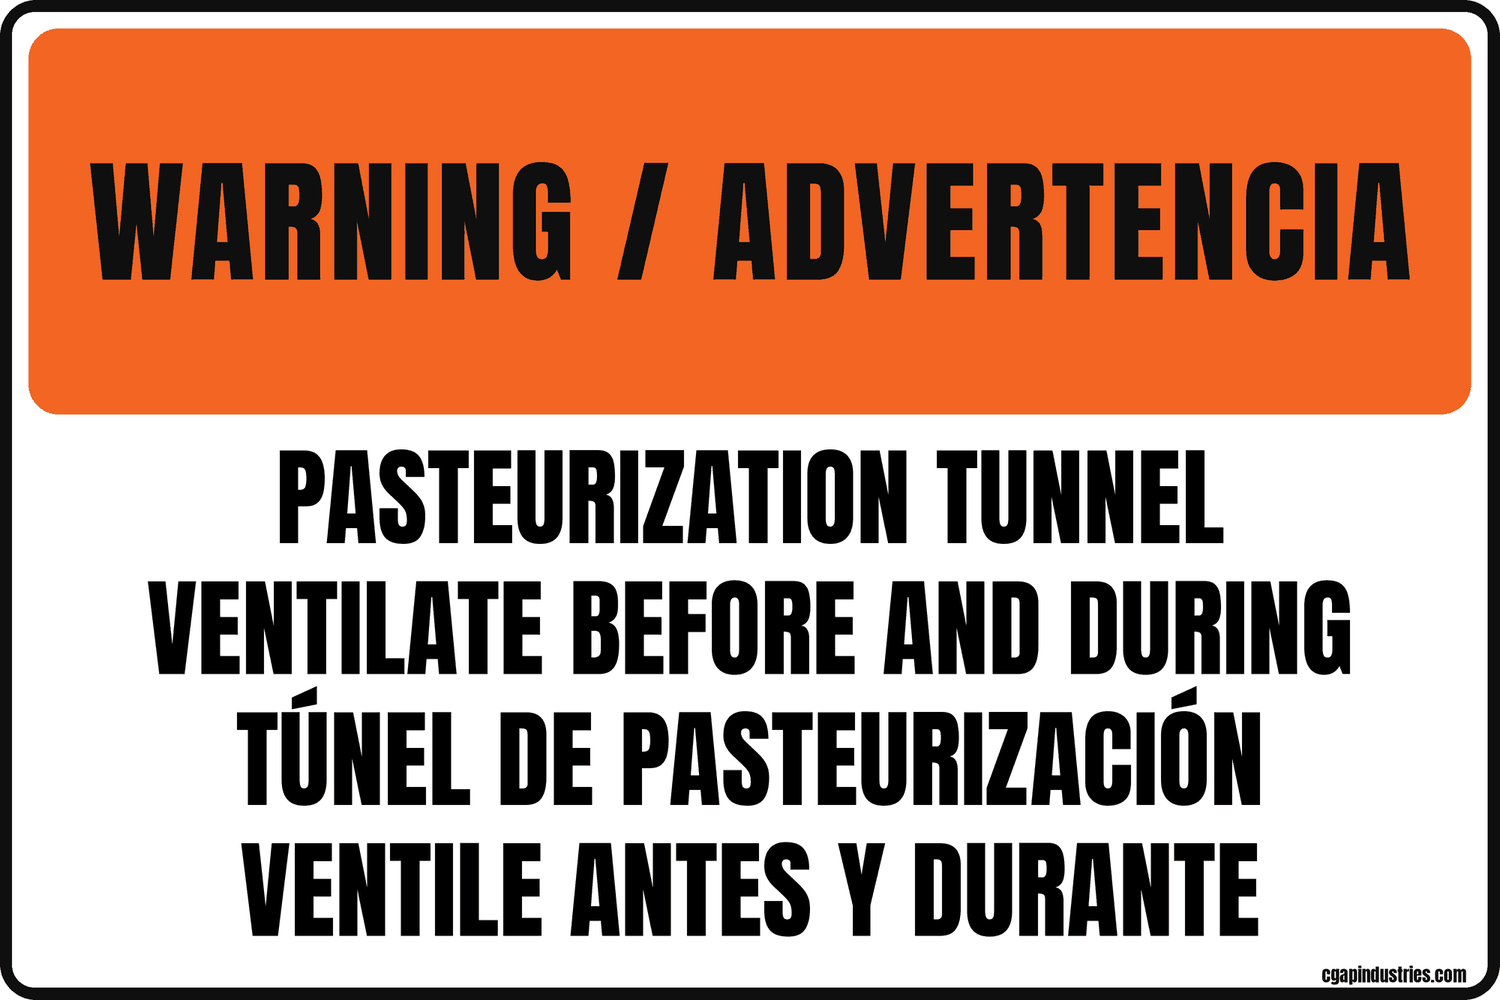 WARNING / ADVERTENCIA
PASTEURIZATION TUNNEL
VENTILATE BEFORE AND DURING
TÚNEL DE PASTEURIZACIÓN
VENTILE ANTES Y DURANTE
cgapindustries.com